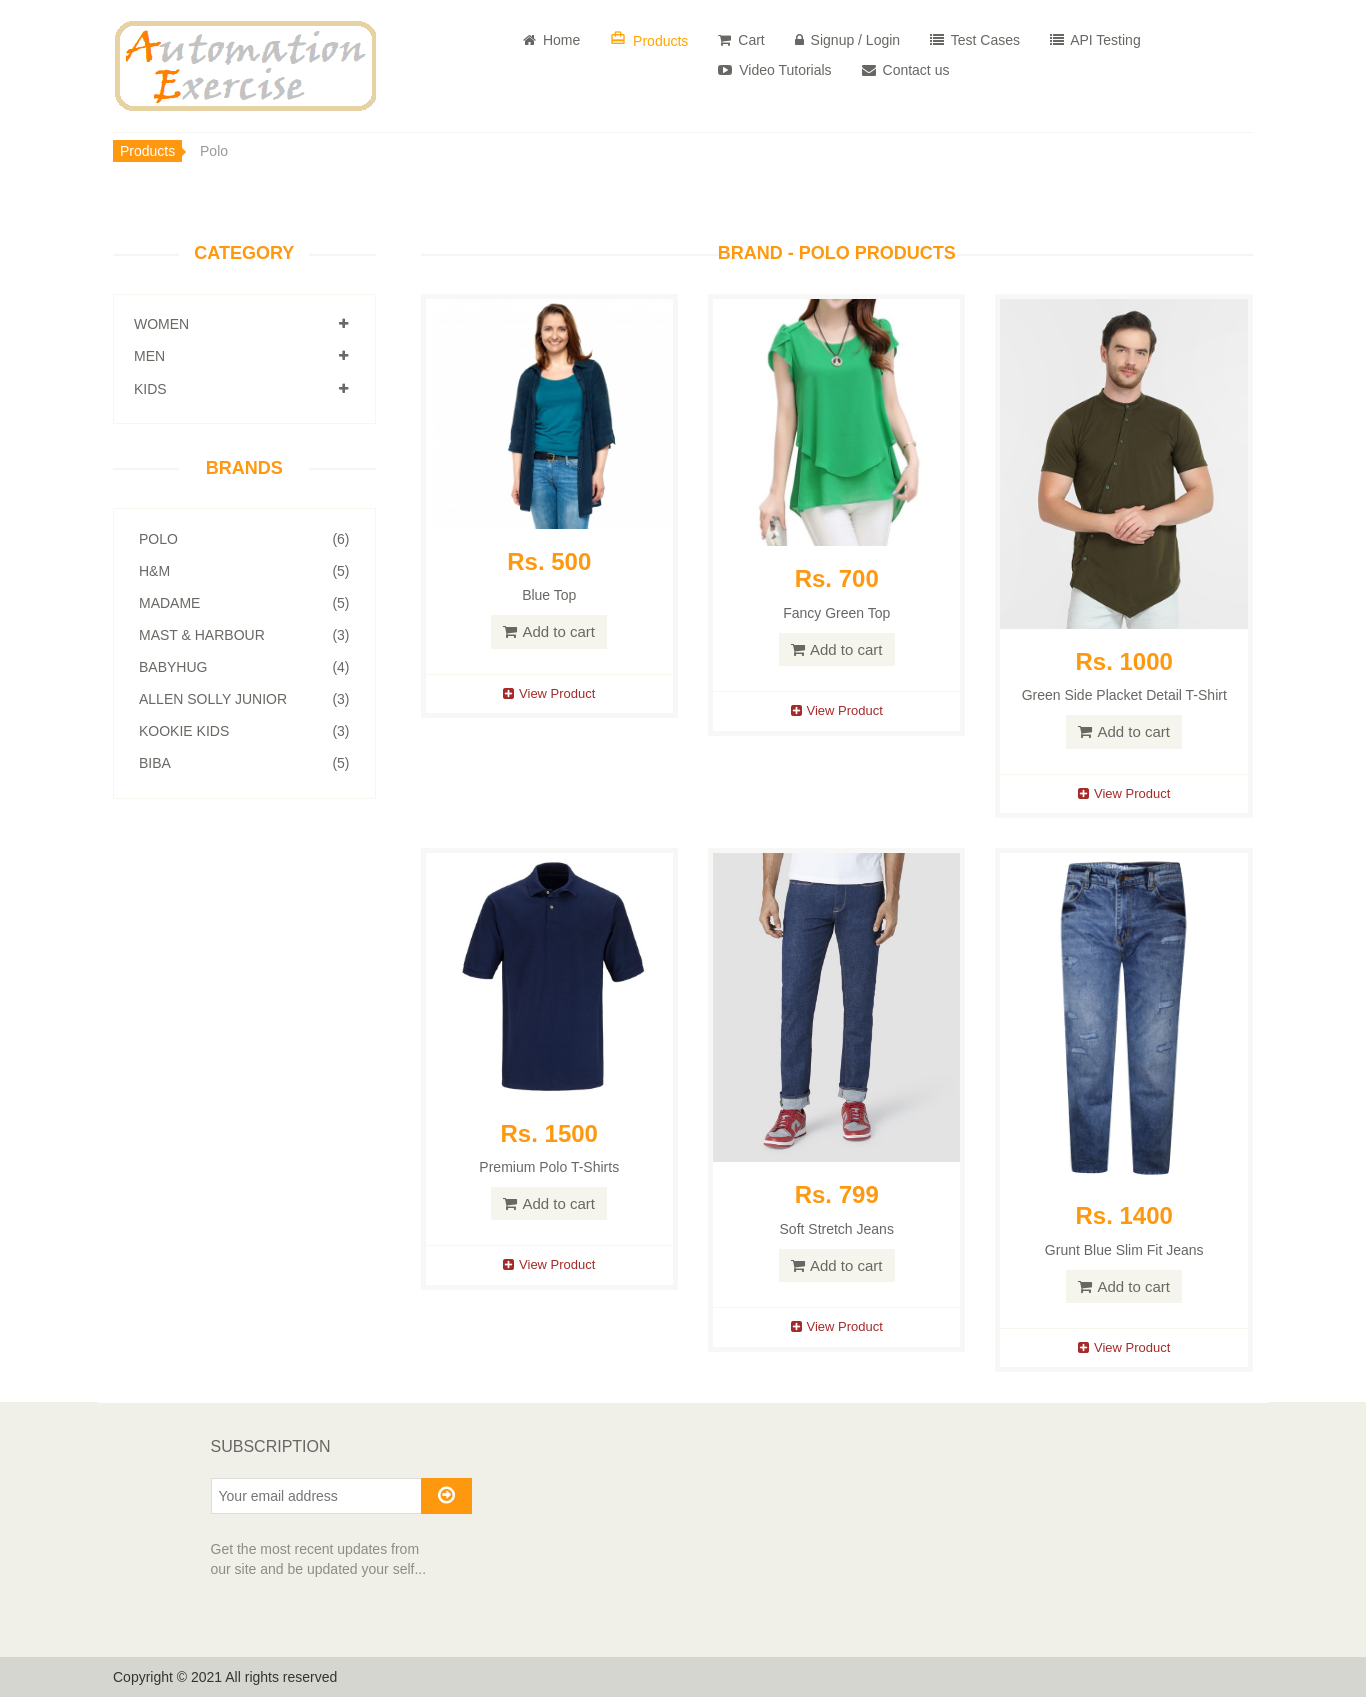 Automation
Exercise
Home
Products
Cart
Signup / Login
Test Cases
API Testing
Video Tutorials
Contact us
Products
Polo
CATEGORY
WOMEN
MEN
KIDS
BRANDS
POLO (6)
H&M (5)
MADAME (5)
MAST & HARBOUR (3)
BABYHUG (4)
ALLEN SOLLY JUNIOR (3)
KOOKIE KIDS (3)
BIBA (5)
BRAND - POLO PRODUCTS
Rs. 500
Blue Top
Add to cart
View Product
Rs. 700
Fancy Green Top
Add to cart
View Product
Rs. 1000
Green Side Placket Detail T-Shirt
Add to cart
View Product
Rs. 1500
Premium Polo T-Shirts
Add to cart
View Product
Rs. 799
Soft Stretch Jeans
Add to cart
View Product
Rs. 1400
Grunt Blue Slim Fit Jeans
Add to cart
View Product
SUBSCRIPTION
Your email address
Get the most recent updates from
our site and be updated your self...
Copyright © 2021 All rights reserved